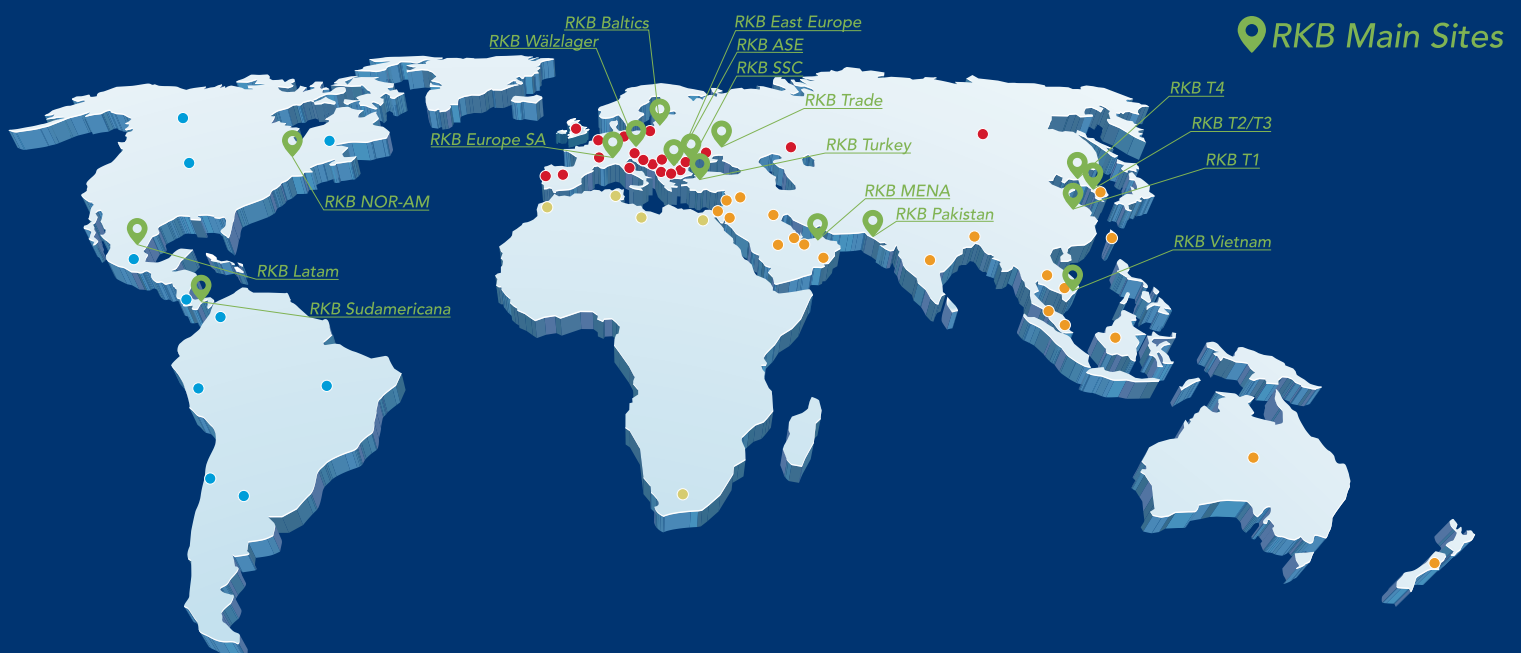 RKB Main Sites
RKB Baltics
RKB Wälzlager
RKB East Europe
RKB ASE
RKB SSC
RKB Trade
RKB Europe SA
RKB Turkey
RKB T4
RKB T2/T3
RKB T1
RKB MENA
RKB Pakistan
RKB NOR-AM
RKB Vietnam
RKB Latam
RKB Sudamericana